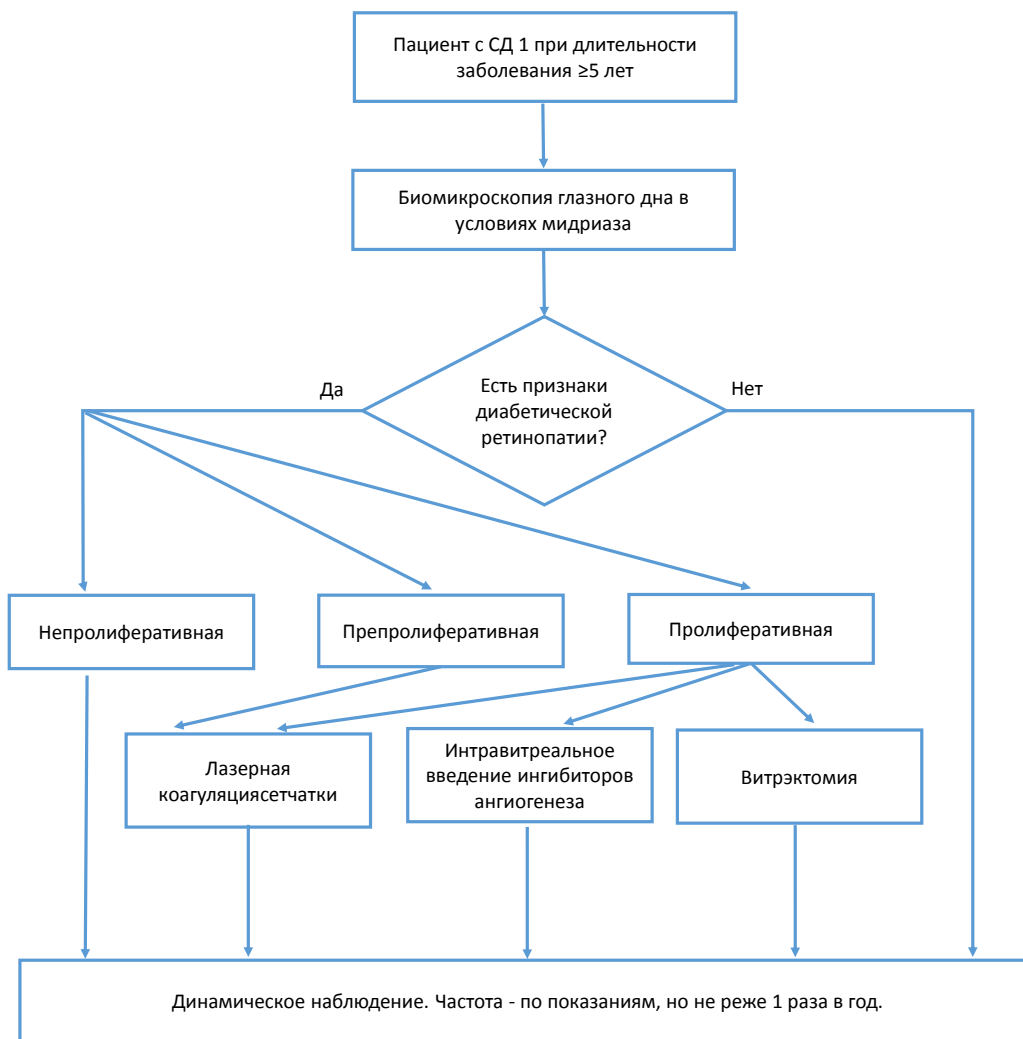 Пациент с СД 1 при длительности
заболевания ≥5 лет
Биомикроскопия глазного дна в
условиях мидриаза
Да
Есть признаки
диабетической
ретинопатии?
Нет
Непролиферативная
Препролиферативная
Пролиферативная
Лазерная
коагуляциясетчатки
Интравитреальное
введение ингибиторов
ангиогенеза
Витрэктомия
Динамическое наблюдение. Частота - по показаниям, но не реже 1 раза в год.